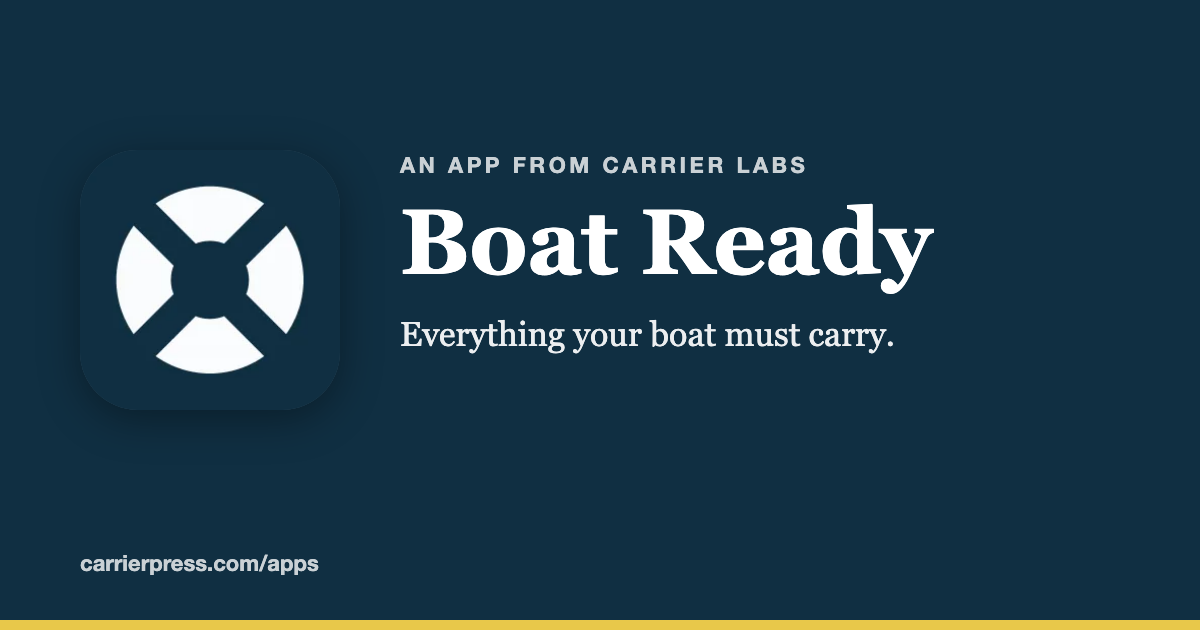 AN APP FROM CARRIER LABS
Boat Ready
Everything your boat must carry.
carrierpress.com/apps